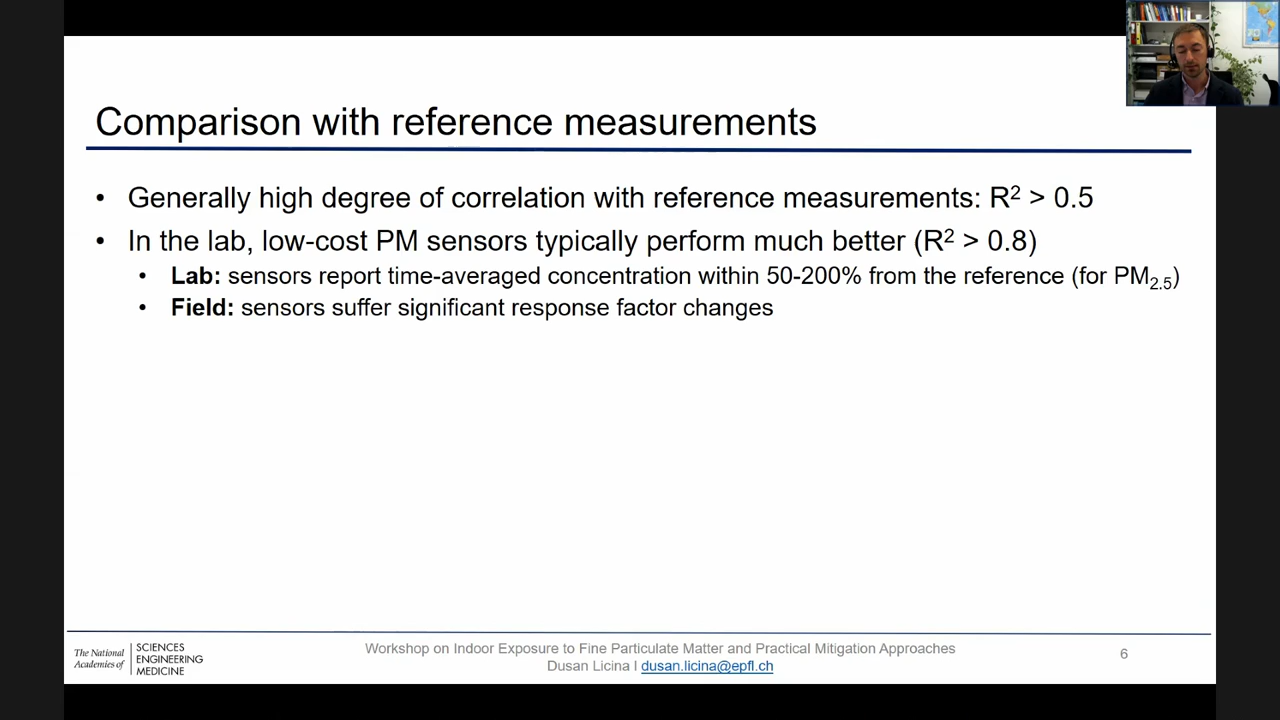 Comparison with reference measurements
• Generally high degree of correlation with reference measurements: R² > 0.5
• In the lab, low-cost PM sensors typically perform much better (R² > 0.8)
• Lab: sensors report time-averaged concentration within 50-200% from the reference (for PM₂.₅)
• Field: sensors suffer significant response factor changes
The National Academies of
SCIENCES
ENGINEERING
MEDICINE
Workshop on Indoor Exposure to Fine Particulate Matter and Practical Mitigation Approaches
Dusan Licina I dusan.licina@epfl.ch
6